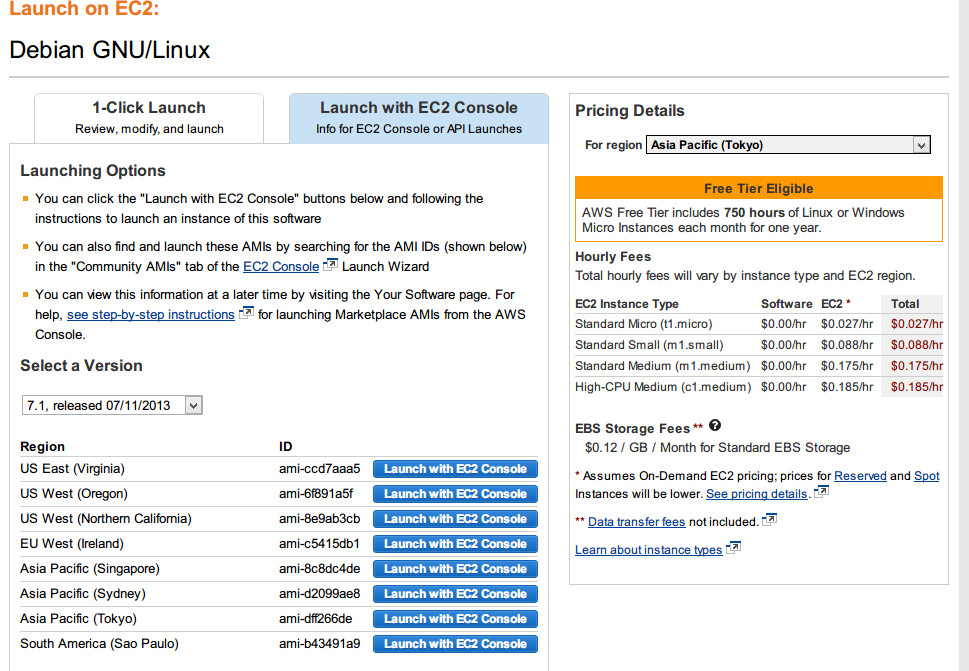 Launch on EC2:
Debian GNU/Linux
1-Click Launch
Review, modify, and launch
Launch with EC2 Console
Info for EC2 Console or API Launches
Launching Options
You can click the "Launch with EC2 Console" buttons below and following the
instructions to launch an instance of this software
You can also find and launch these AMIs by searching for the AMI IDs (shown below)
in the "Community AMIs" tab of the EC2 Console Launch Wizard
You can view this information at a later time by visiting the Your Software page. For
help, see step-by-step instructions for launching Marketplace AMIs from the AWS
Console.
Select a Version
7.1, released 07/11/2013
Region ID
US East (Virginia) ami-ccd7aaa5 Launch with EC2 Console
US West (Oregon) ami-6f891a5f Launch with EC2 Console
US West (Northern California) ami-8e9ab3cb Launch with EC2 Console
EU West (Ireland) ami-c5415db1 Launch with EC2 Console
Asia Pacific (Singapore) ami-8c8dc4de Launch with EC2 Console
Asia Pacific (Sydney) ami-d2099ae8 Launch with EC2 Console
Asia Pacific (Tokyo) ami-dff266de Launch with EC2 Console
South America (Sao Paulo) ami-b43491a9 Launch with EC2 Console
Pricing Details
For region Asia Pacific (Tokyo)
Free Tier Eligible
AWS Free Tier includes 750 hours of Linux or Windows
Micro Instances each month for one year.
Hourly Fees
Total hourly fees will vary by instance type and EC2 region.
EC2 Instance Type Software EC2 * Total
Standard Micro (t1.micro) $0.00/hr $0.027/hr $0.027/hr
Standard Small (m1.small) $0.00/hr $0.088/hr $0.088/hr
Standard Medium (m1.medium) $0.00/hr $0.175/hr $0.175/hr
High-CPU Medium (c1.medium) $0.00/hr $0.185/hr $0.185/hr
EBS Storage Fees ** ?
$0.12 / GB / Month for Standard EBS Storage
* Assumes On-Demand EC2 pricing; prices for Reserved and Spot
Instances will be lower. See pricing details.
** Data transfer fees not included.
Learn about instance types